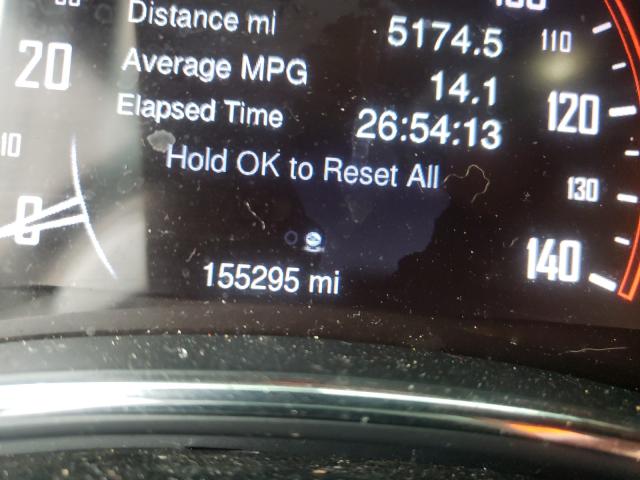 Distance mi 5174.5
Average MPG 14.1
Elapsed Time 26:54:13
Hold OK to Reset All
155295 mi
20
10
0
110
120
130
140